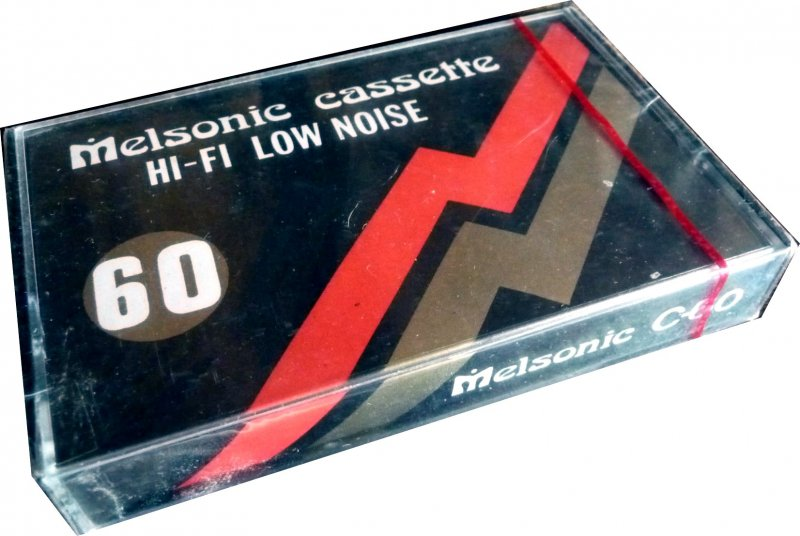 Melsonic cassette
HI-FI LOW NOISE
60
Melsonic C-60